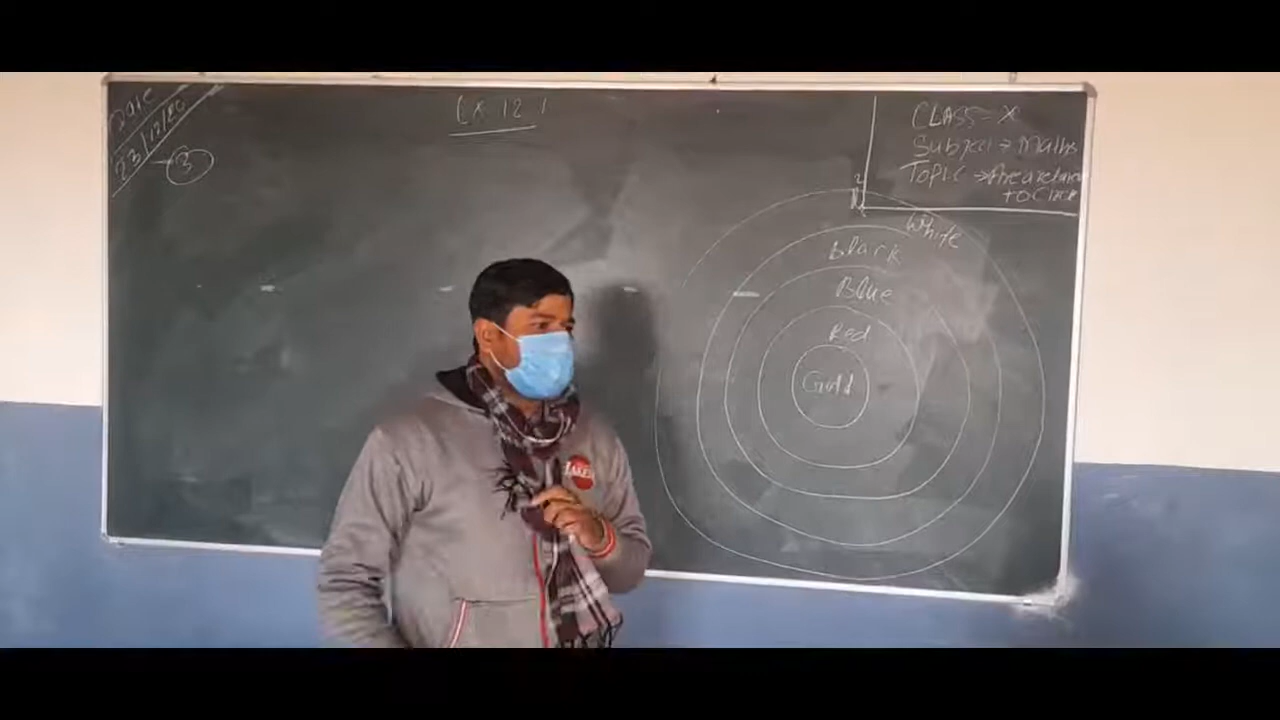 Date
23/12/20
3
EX 12.1
CLASS - X
Subject → Maths
Topic → Area related
TO Circle
White
Black
Blue
Red
Gold